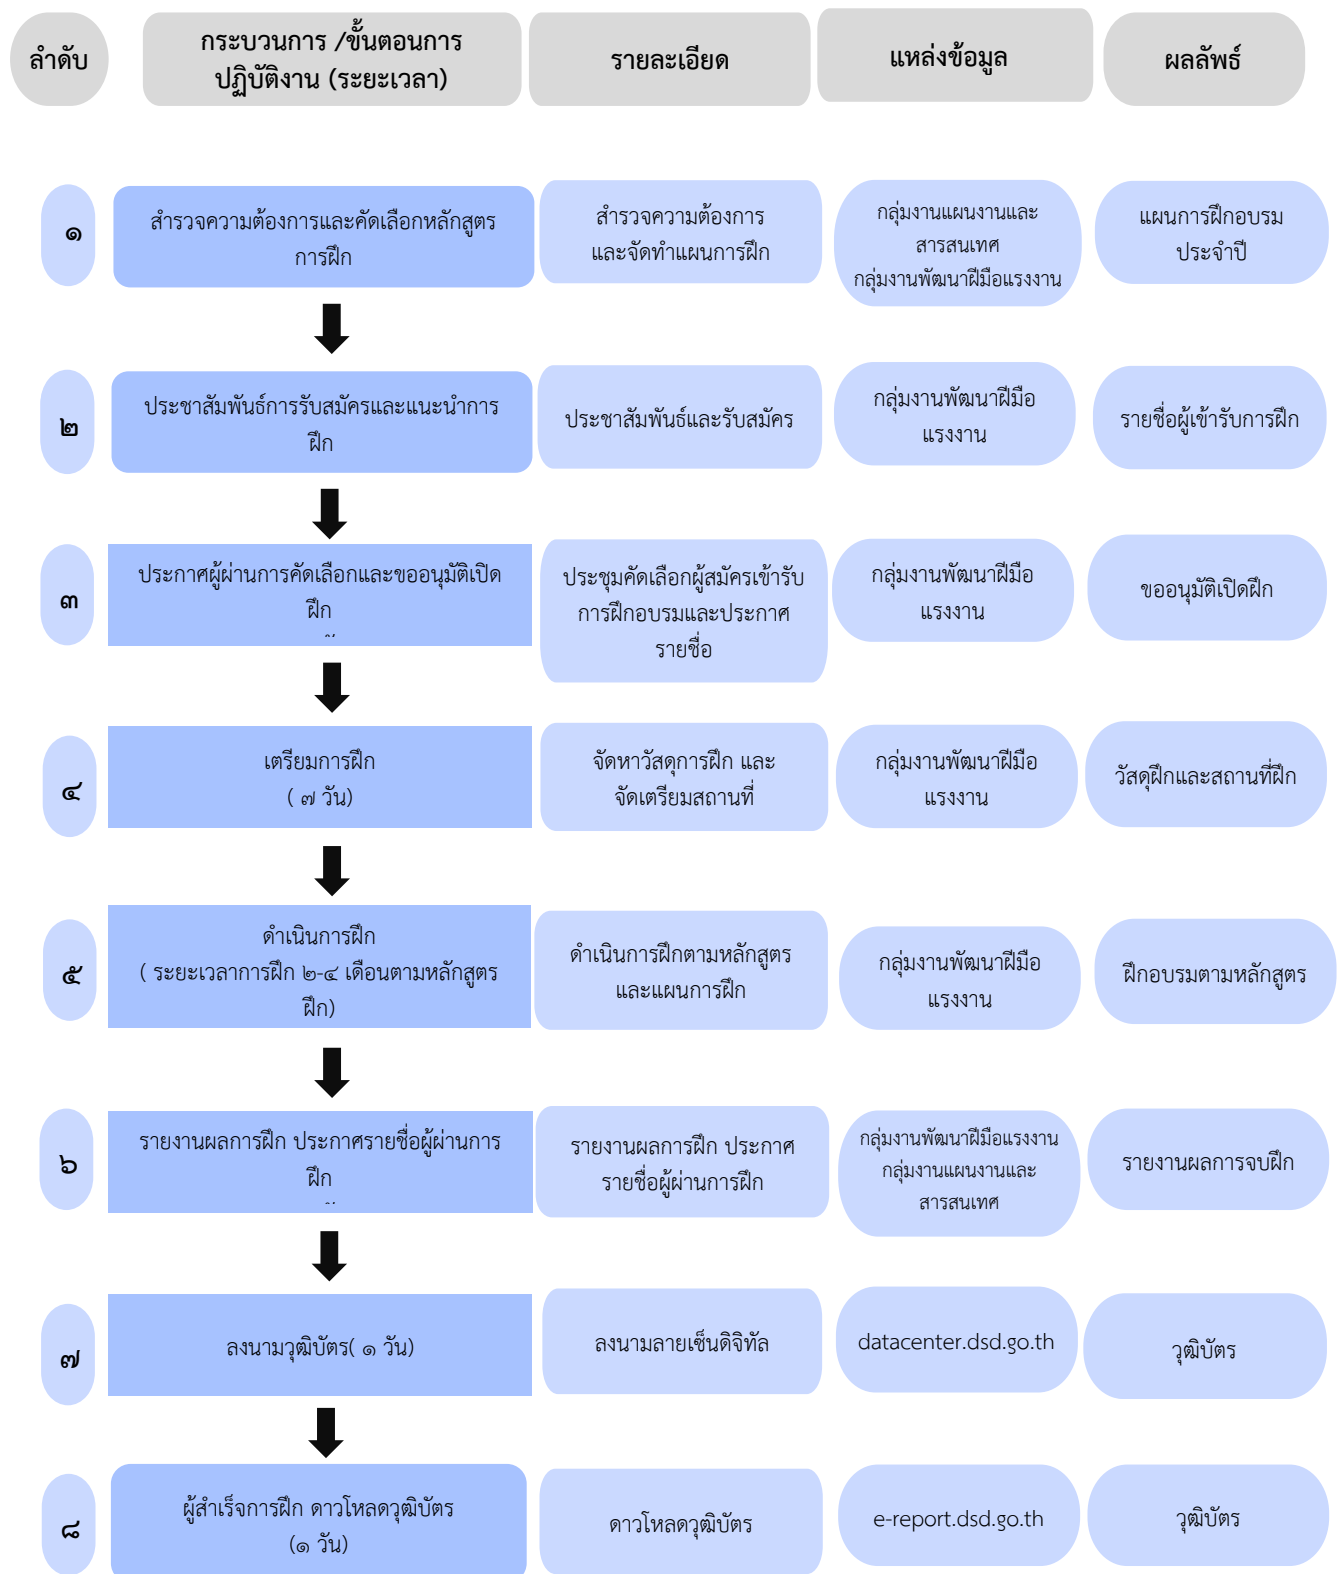 ลำดับ
กระบวนการ /ขั้นตอนการ
ปฏิบัติงาน (ระยะเวลา)
รายละเอียด
แหล่งข้อมูล
ผลลัพธ์
๑
สำรวจความต้องการและคัดเลือกหลักสูตร
การฝึก
สำรวจความต้องการ
และจัดทำแผนการฝึก
กลุ่มงานแผนงานและ
สารสนเทศ
กลุ่มงานพัฒนาฝีมือแรงงาน
แผนการฝึกอบรม
ประจำปี
๒
ประชาสัมพันธ์การรับสมัครและแนะนำการ
ฝึก
ประชาสัมพันธ์และรับสมัคร
กลุ่มงานพัฒนาฝีมือ
แรงงาน
รายชื่อผู้เข้ารับการฝึก
๓
ประกาศผู้ผ่านการคัดเลือกและขออนุมัติเปิด
ฝึก
ประชุมคัดเลือกผู้สมัครเข้ารับ
การฝึกอบรมและประกาศ
รายชื่อ
กลุ่มงานพัฒนาฝีมือ
แรงงาน
ขออนุมัติเปิดฝึก
๔
เตรียมการฝึก
( ๗ วัน)
จัดหาวัสดุการฝึก และ
จัดเตรียมสถานที่
กลุ่มงานพัฒนาฝีมือ
แรงงาน
วัสดุฝึกและสถานที่ฝึก
๕
ดำเนินการฝึก
( ระยะเวลาการฝึก ๒-๔ เดือนตามหลักสูตร
ฝึก)
ดำเนินการฝึกตามหลักสูตร
และแผนการฝึก
กลุ่มงานพัฒนาฝีมือ
แรงงาน
ฝึกอบรมตามหลักสูตร
๖
รายงานผลการฝึก ประกาศรายชื่อผู้ผ่านการ
ฝึก
รายงานผลการฝึก ประกาศ
รายชื่อผู้ผ่านการฝึก
กลุ่มงานพัฒนาฝีมือแรงงาน
กลุ่มงานแผนงานและ
สารสนเทศ
รายงานผลการจบฝึก
๗
ลงนามวุฒิบัตร( ๑ วัน)
ลงนามลายเซ็นดิจิทัล
datacenter.dsd.go.th
วุฒิบัตร
๘
ผู้สำเร็จการฝึก ดาวโหลดวุฒิบัตร
(๑ วัน)
ดาวโหลดวุฒิบัตร
e-report.dsd.go.th
วุฒิบัตร